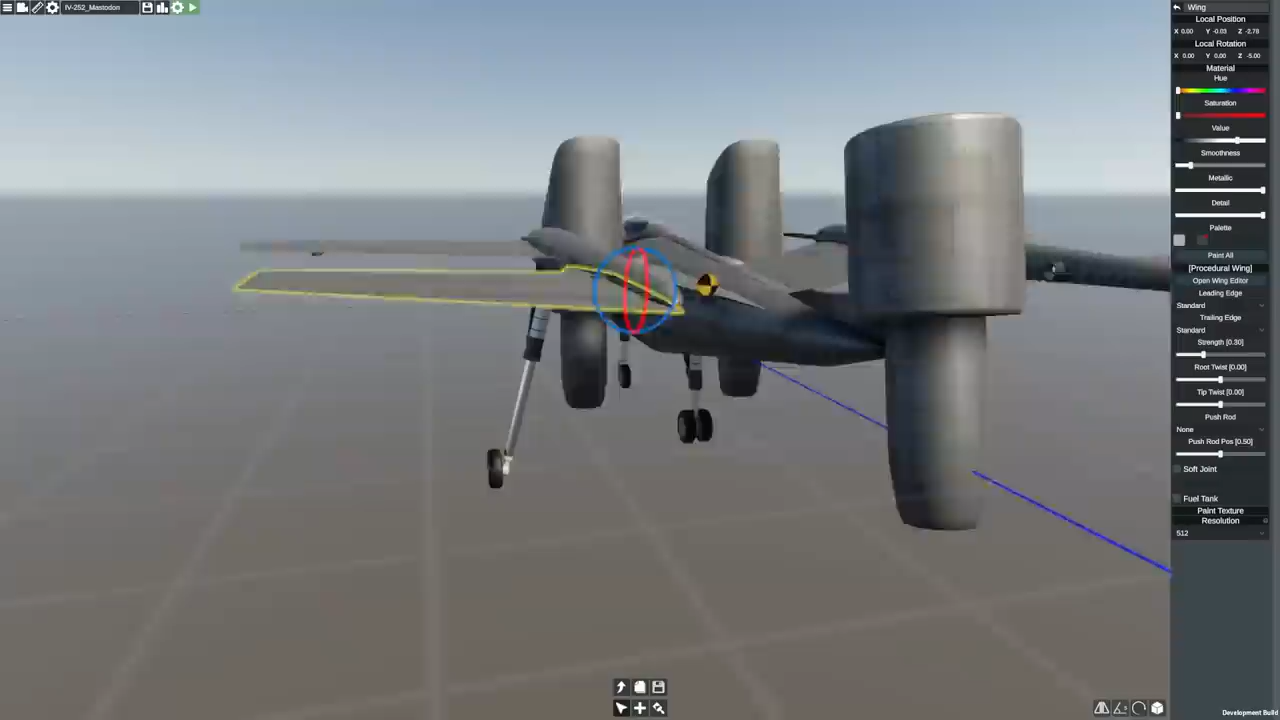 IV-252_Mastodon
Wing
Local Position
X 0.00 Y -0.03 Z -2.78
Local Rotation
X 0.00 Y 0.00 Z -5.00
Material
Hue
Saturation
Value
Smoothness
Metallic
Detail
Palette
Paint All
[Procedural Wing]
Open Wing Editor
Leading Edge
Standard
Trailing Edge
Standard
Strength [0.30]
Root Twist [0.00]
Tip Twist [0.00]
Push Rod
None
Push Rod Pos [0.50]
Soft Joint
Fuel Tank
Paint Texture
Resolution
512
Development Build